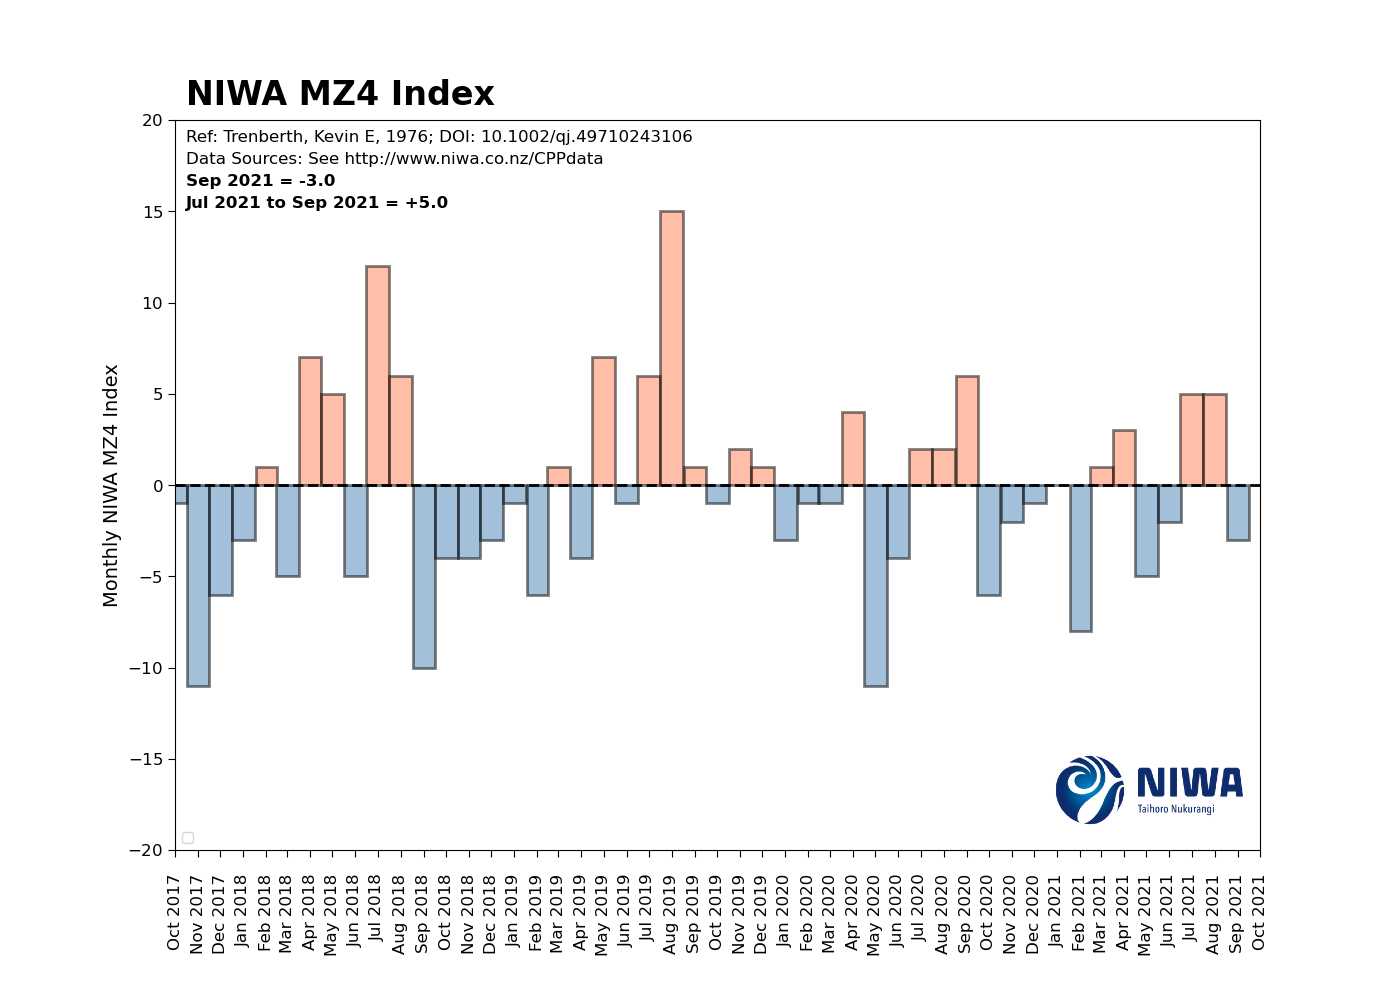 NIWA MZ4 Index
Ref: Trenberth, Kevin E, 1976; DOI: 10.1002/qj.49710243106
Data Sources: See http://www.niwa.co.nz/CPPdata
Sep 2021 = -3.0
Jul 2021 to Sep 2021 = +5.0
Monthly NIWA MZ4 Index
20
15
10
5
0
−5
−10
−15
−20
NIWA
Taihoro Nukurangi
Oct 2017
Nov 2017
Dec 2017
Jan 2018
Feb 2018
Mar 2018
Apr 2018
May 2018
Jun 2018
Jul 2018
Aug 2018
Sep 2018
Oct 2018
Nov 2018
Dec 2018
Jan 2019
Feb 2019
Mar 2019
Apr 2019
May 2019
Jun 2019
Jul 2019
Aug 2019
Sep 2019
Oct 2019
Nov 2019
Dec 2019
Jan 2020
Feb 2020
Mar 2020
Apr 2020
May 2020
Jun 2020
Jul 2020
Aug 2020
Sep 2020
Oct 2020
Nov 2020
Dec 2020
Jan 2021
Feb 2021
Mar 2021
Apr 2021
May 2021
Jun 2021
Jul 2021
Aug 2021
Sep 2021
Oct 2021